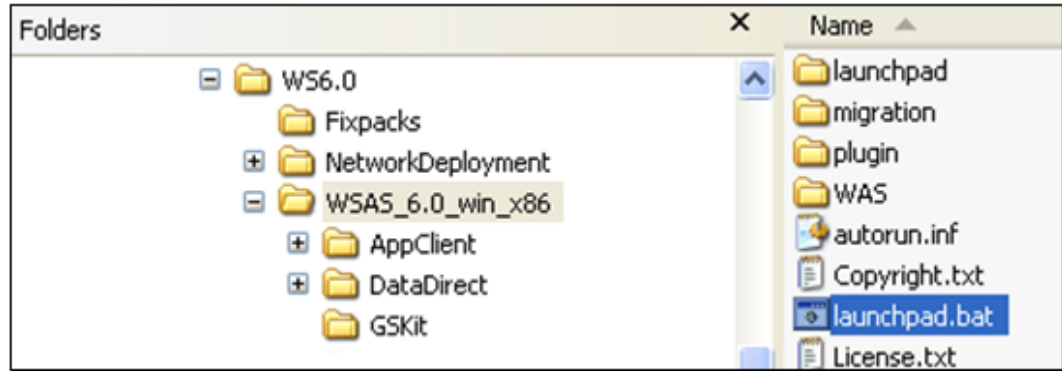 Folders
WS6.0
Fixpacks
NetworkDeployment
WSAS_6.0_win_x86
AppClient
DataDirect
GSKit
Name
launchpad
migration
plugin
WAS
autorun.inf
Copyright.txt
launchpad.bat
License.txt